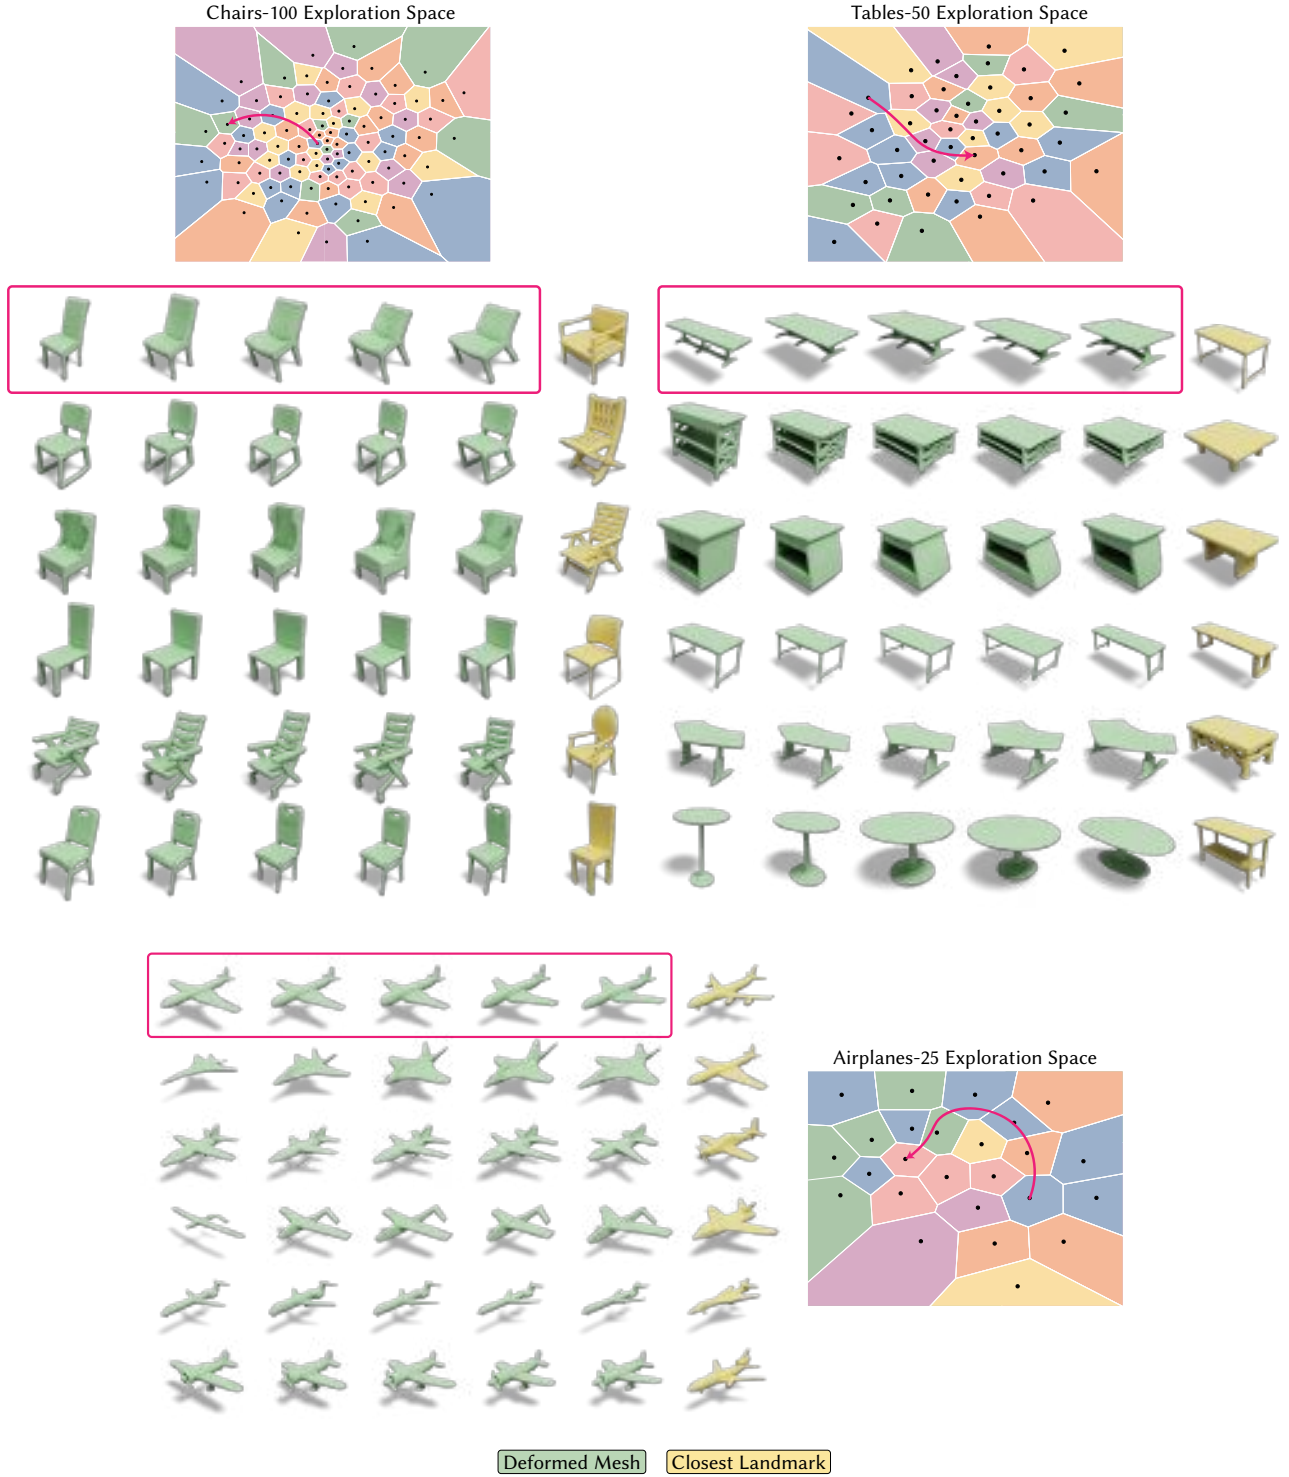 Chairs-100 Exploration Space
Tables-50 Exploration Space
Airplanes-25 Exploration Space
Deformed Mesh
Closest Landmark